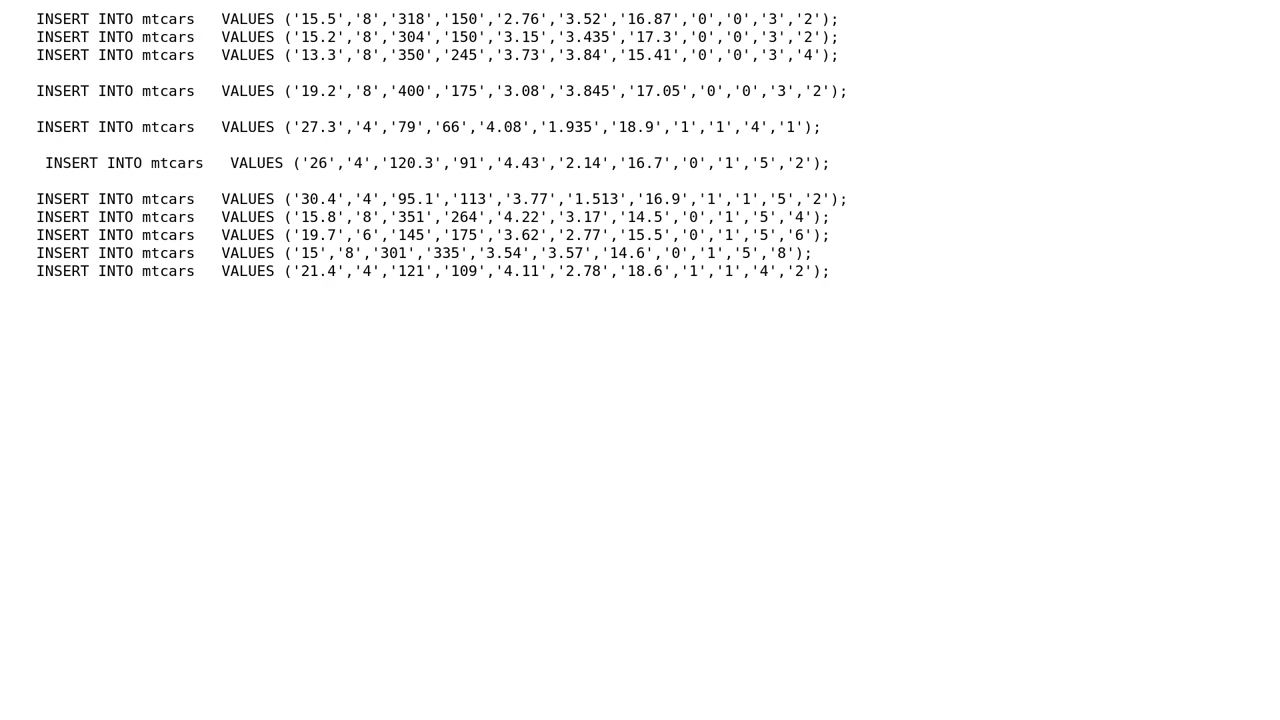 INSERT INTO mtcars   VALUES ('15.5','8','318','150','2.76','3.52','16.87','0','0','3','2');
INSERT INTO mtcars   VALUES ('15.2','8','304','150','3.15','3.435','17.3','0','0','3','2');
INSERT INTO mtcars   VALUES ('13.3','8','350','245','3.73','3.84','15.41','0','0','3','4');
INSERT INTO mtcars   VALUES ('19.2','8','400','175','3.08','3.845','17.05','0','0','3','2');
INSERT INTO mtcars   VALUES ('27.3','4','79','66','4.08','1.935','18.9','1','1','4','1');
INSERT INTO mtcars   VALUES ('26','4','120.3','91','4.43','2.14','16.7','0','1','5','2');
INSERT INTO mtcars   VALUES ('30.4','4','95.1','113','3.77','1.513','16.9','1','1','5','2');
INSERT INTO mtcars   VALUES ('15.8','8','351','264','4.22','3.17','14.5','0','1','5','4');
INSERT INTO mtcars   VALUES ('19.7','6','145','175','3.62','2.77','15.5','0','1','5','6');
INSERT INTO mtcars   VALUES ('15','8','301','335','3.54','3.57','14.6','0','1','5','8');
INSERT INTO mtcars   VALUES ('21.4','4','121','109','4.11','2.78','18.6','1','1','4','2');